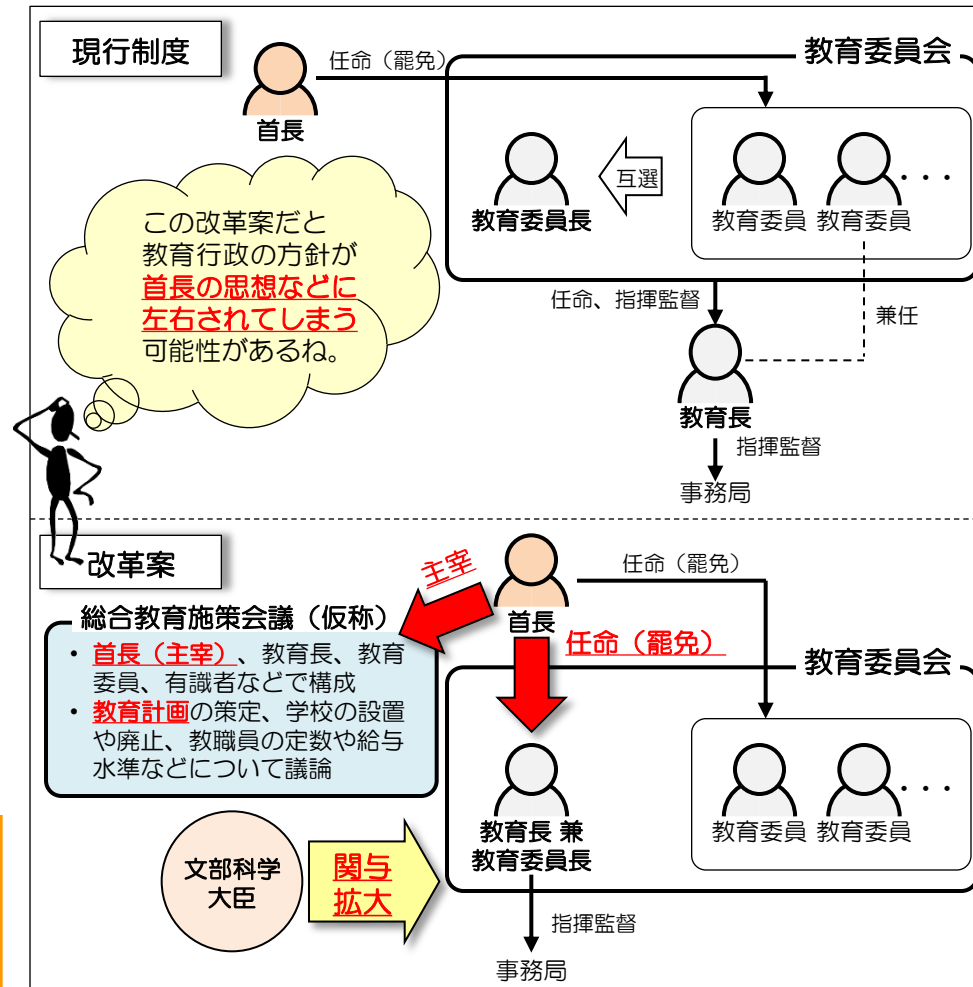 現行制度
首長
任命（罷免）
教育委員会
教育委員長
互選
教育委員 教育委員
・・・
任命、指揮監督
兼任
教育長
指揮監督
事務局
この改革案だと
教育行政の方針が
首長の思想などに
左右されてしまう
可能性があるね。
改革案
主宰
首長
任命（罷免）
任命（罷免）
総合教育施策会議（仮称）
・ 首長（主宰）、教育長、教育
委員、有識者などで構成
・ 教育計画の策定、学校の設置
や廃止、教職員の定数や給与
水準などについて議論
教育委員会
教育長 兼
教育委員長
教育委員 教育委員
・・・
文部科学
大臣
関与
拡大
指揮監督
事務局